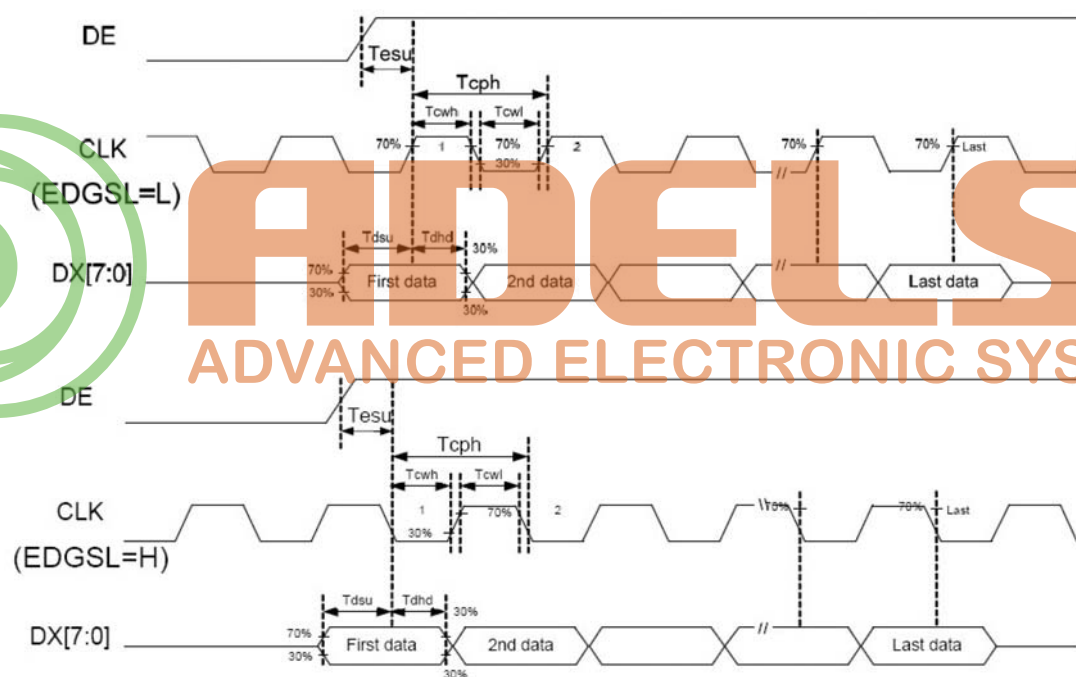 DE
Tesu
Tcph
Tcwh Tcwl
CLK 70% 1 70% 2 70% 70% Last
30%
//
(EDGSL=L)
Tdsu Tdhd 30%
//
DX[7:0] 70% First data 2nd data Last data
30% 30%
ADELS
ADVANCED ELECTRONIC SYS
DE
Tesu
Tcph
Tcwh Tcwl
CLK 1 70% 2 \\ 70% 70% Last
30%
(EDGSL=H)
Tdsu Tdhd 30%
DX[7:0] 70% First data 2nd data // Last data
30% 30%